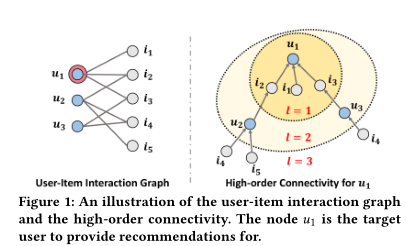 u1
u2
u3
i1
i2
i3
i4
i5
u1
i2
i1
i3
l = 1
u2
u3
l = 2
i4
i5
i4
l = 3
User-Item Interaction Graph
High-order Connectivity for u1
Figure 1: An illustration of the user-item interaction graph
and the high-order connectivity. The node u1 is the target
user to provide recommendations for.